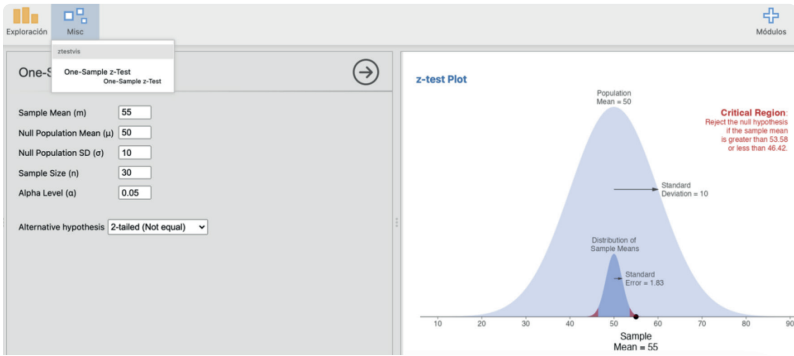 Exploración
Misc
Módulos
ztestvis
One-Sample z-Test
One-Sample z-Test
One-S
Sample Mean (m) 55
Null Population Mean (μ) 50
Null Population SD (σ) 10
Sample Size (n) 30
Alpha Level (α) 0.05
Alternative hypothesis 2-tailed (Not equal)
z-test Plot
Population
Mean = 50
Critical Region:
Reject the null hypothesis
if the sample mean
is greater than 53.58
or less than 46.42.
Standard
Deviation = 10
Distribution of
Sample Means
Standard
Error = 1.83
10 20 30 40 50 60 70 80 90
Sample
Mean = 55